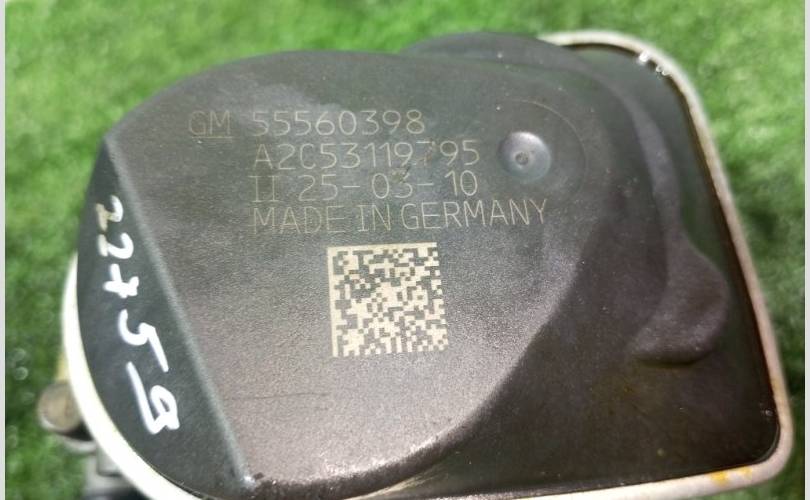 GM 55560398
A2C53119795
II 25-03-10
MADE IN GERMANY
22759